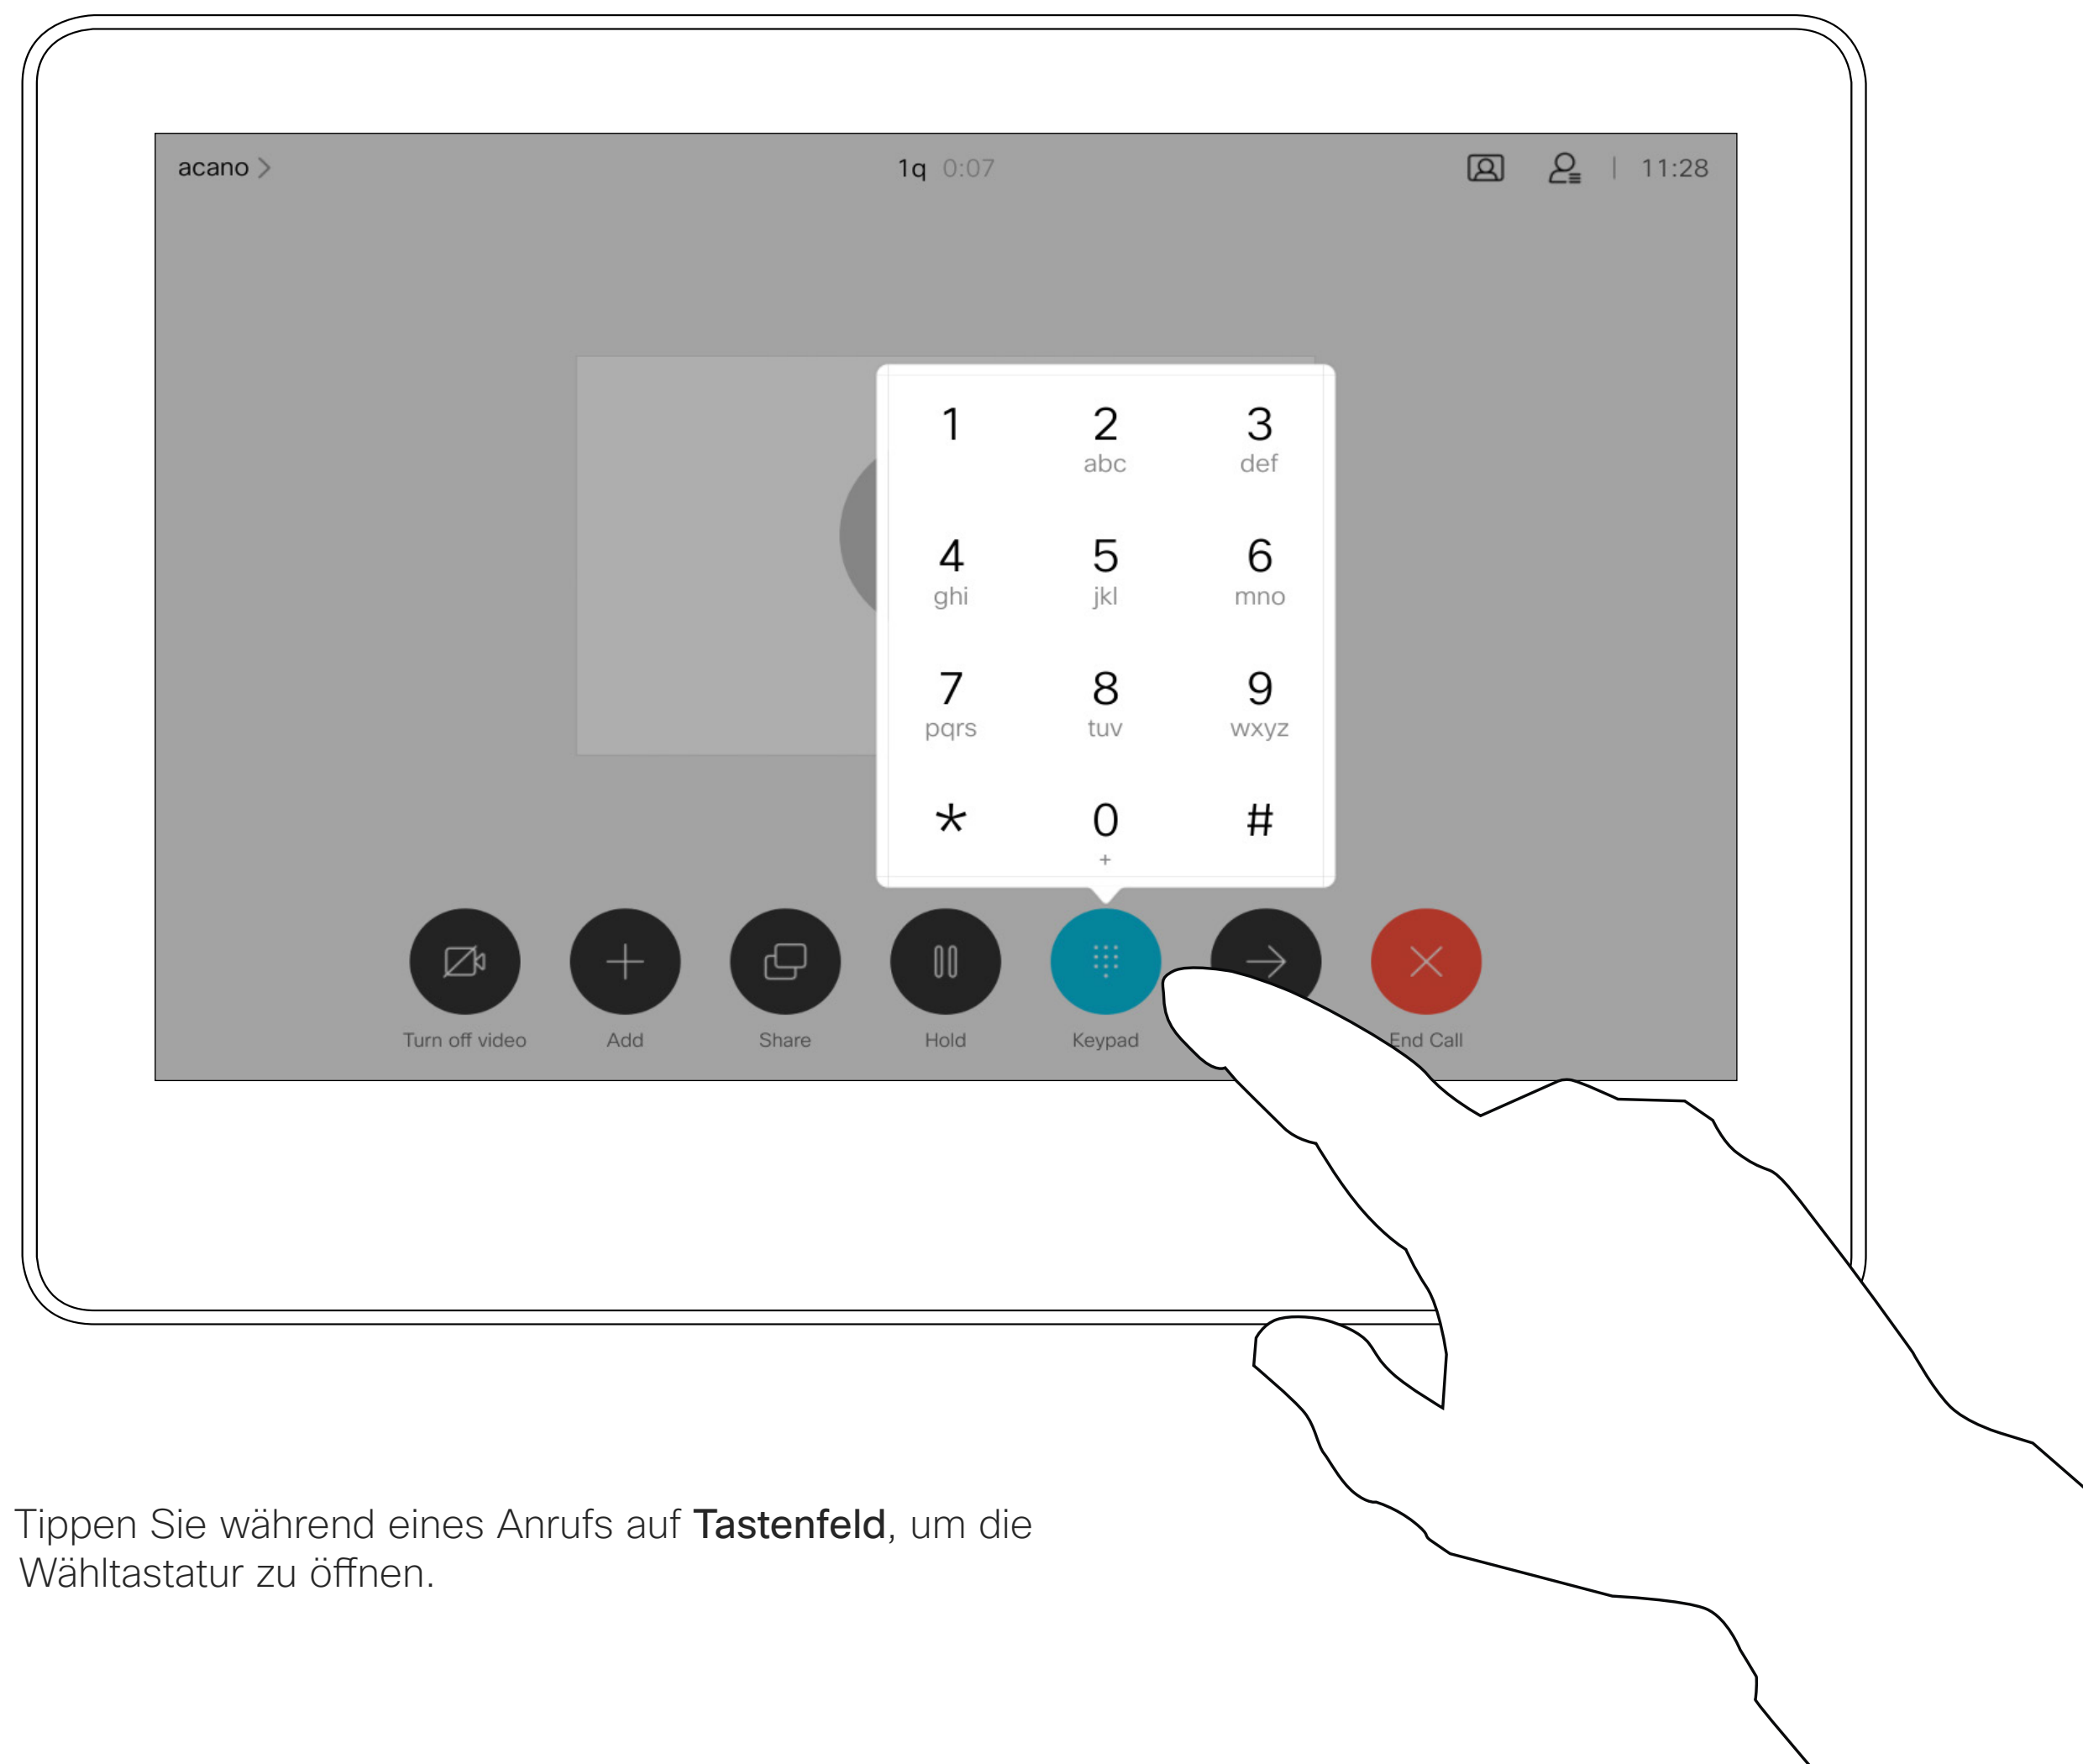 acano
1q 0:07
11:28
1 2 3
abc def
4 5 6
ghi jkl mno
7 8 9
pqrs tuv wxyz
* 0 #
+
Turn off video Add Share Hold Keypad End Call
Tippen Sie während eines Anrufs auf Tastenfeld, um die
Wähltastatur zu öffnen.